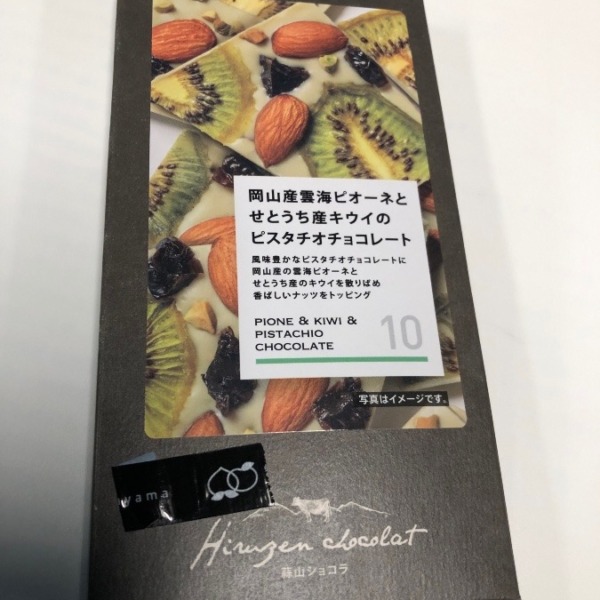 岡山産雲海ピオーネと
せとうち産キウイの
ピスタチオチョコレート
風味豊かなピスタチオチョコレートに
岡山産の雲海ピオーネと
せとうち産のキウイを散りばめ
香ばしいナッツをトッピング
PIONE & KIWI &
PISTACHIO
CHOCOLATE
10
写真はイメージです。
yama
Hiruzen chocolat
蒜山ショコラ